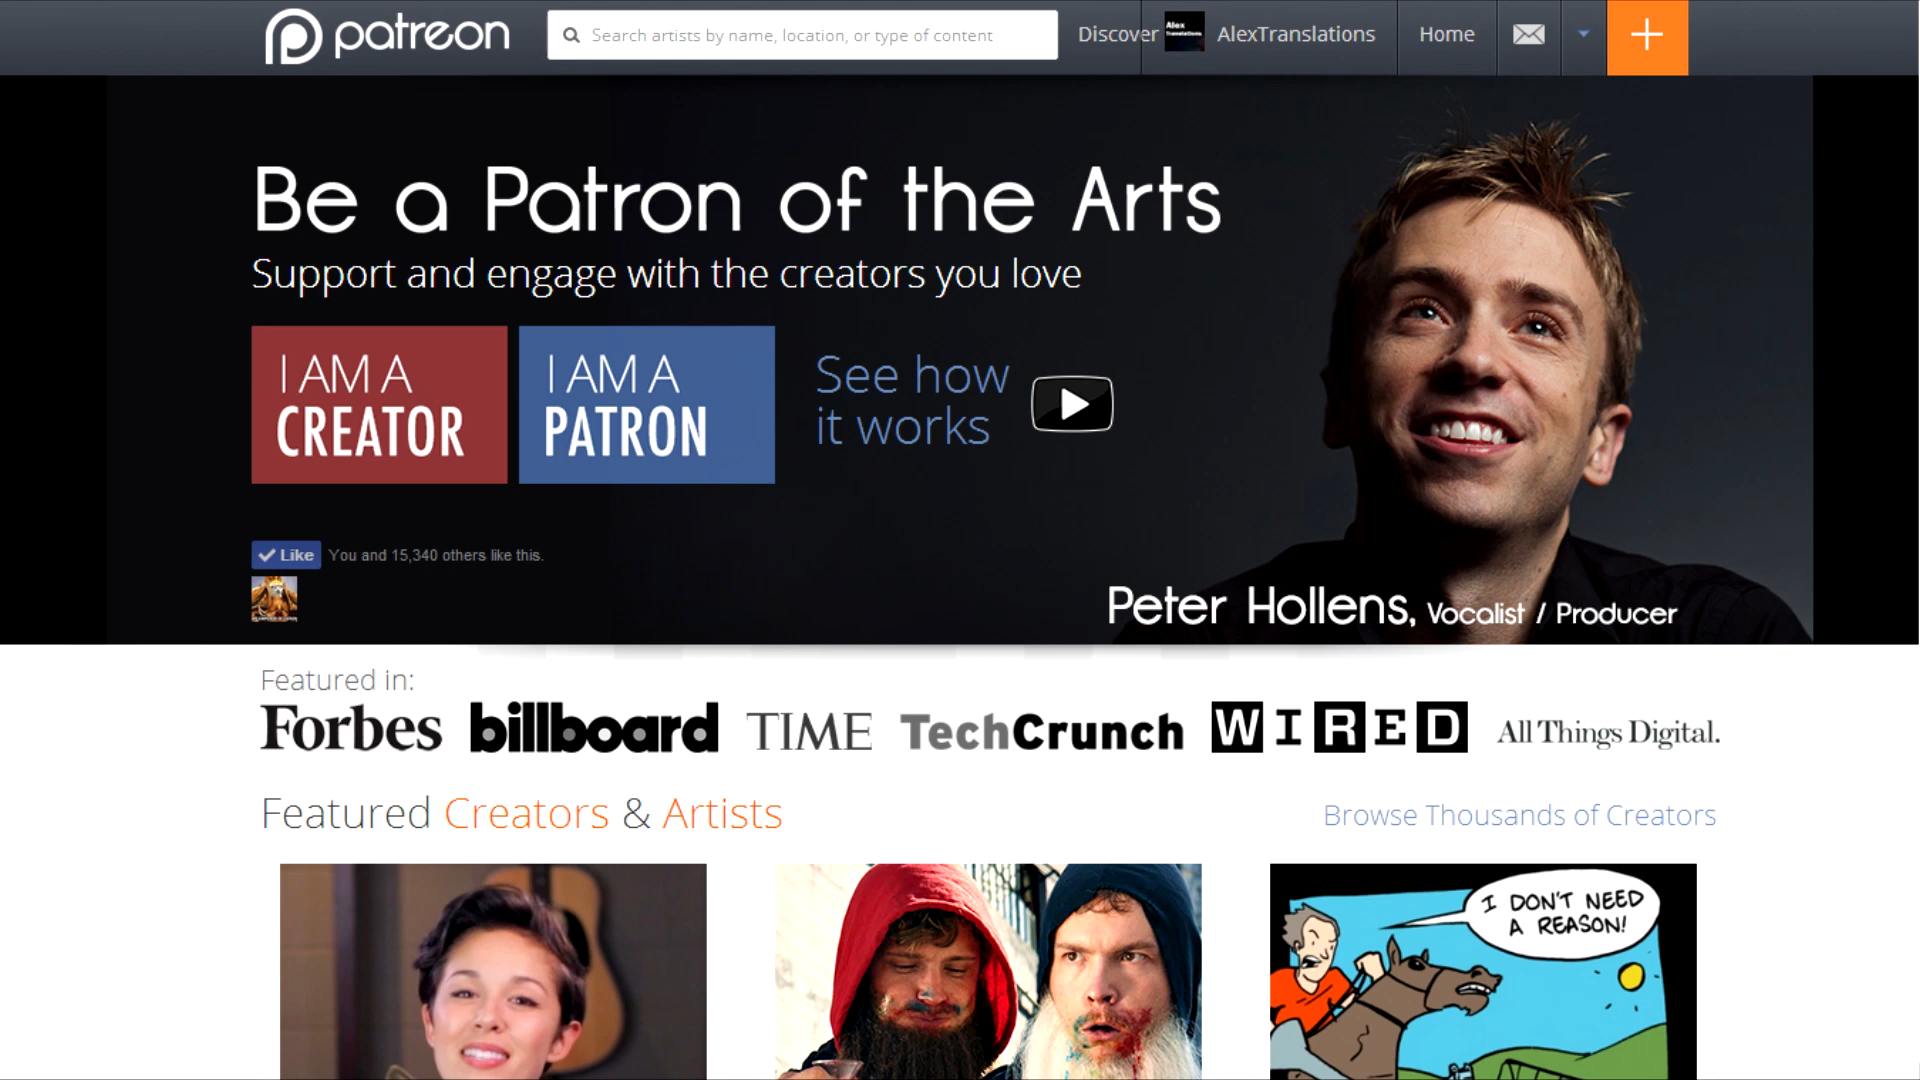 patreon
Search artists by name, location, or type of content
Discover
Alex
Translations
AlexTranslations
Home
Be a Patron of the Arts
Support and engage with the creators you love
I AM A
CREATOR
I AM A
PATRON
See how
it works
Like
You and 15,340 others like this.
Peter Hollens, Vocalist / Producer
Featured in:
Forbes
billboard
TIME
TechCrunch
WIRED
All Things Digital.
Featured Creators & Artists
Browse Thousands of Creators
I DON'T NEED
A REASON!